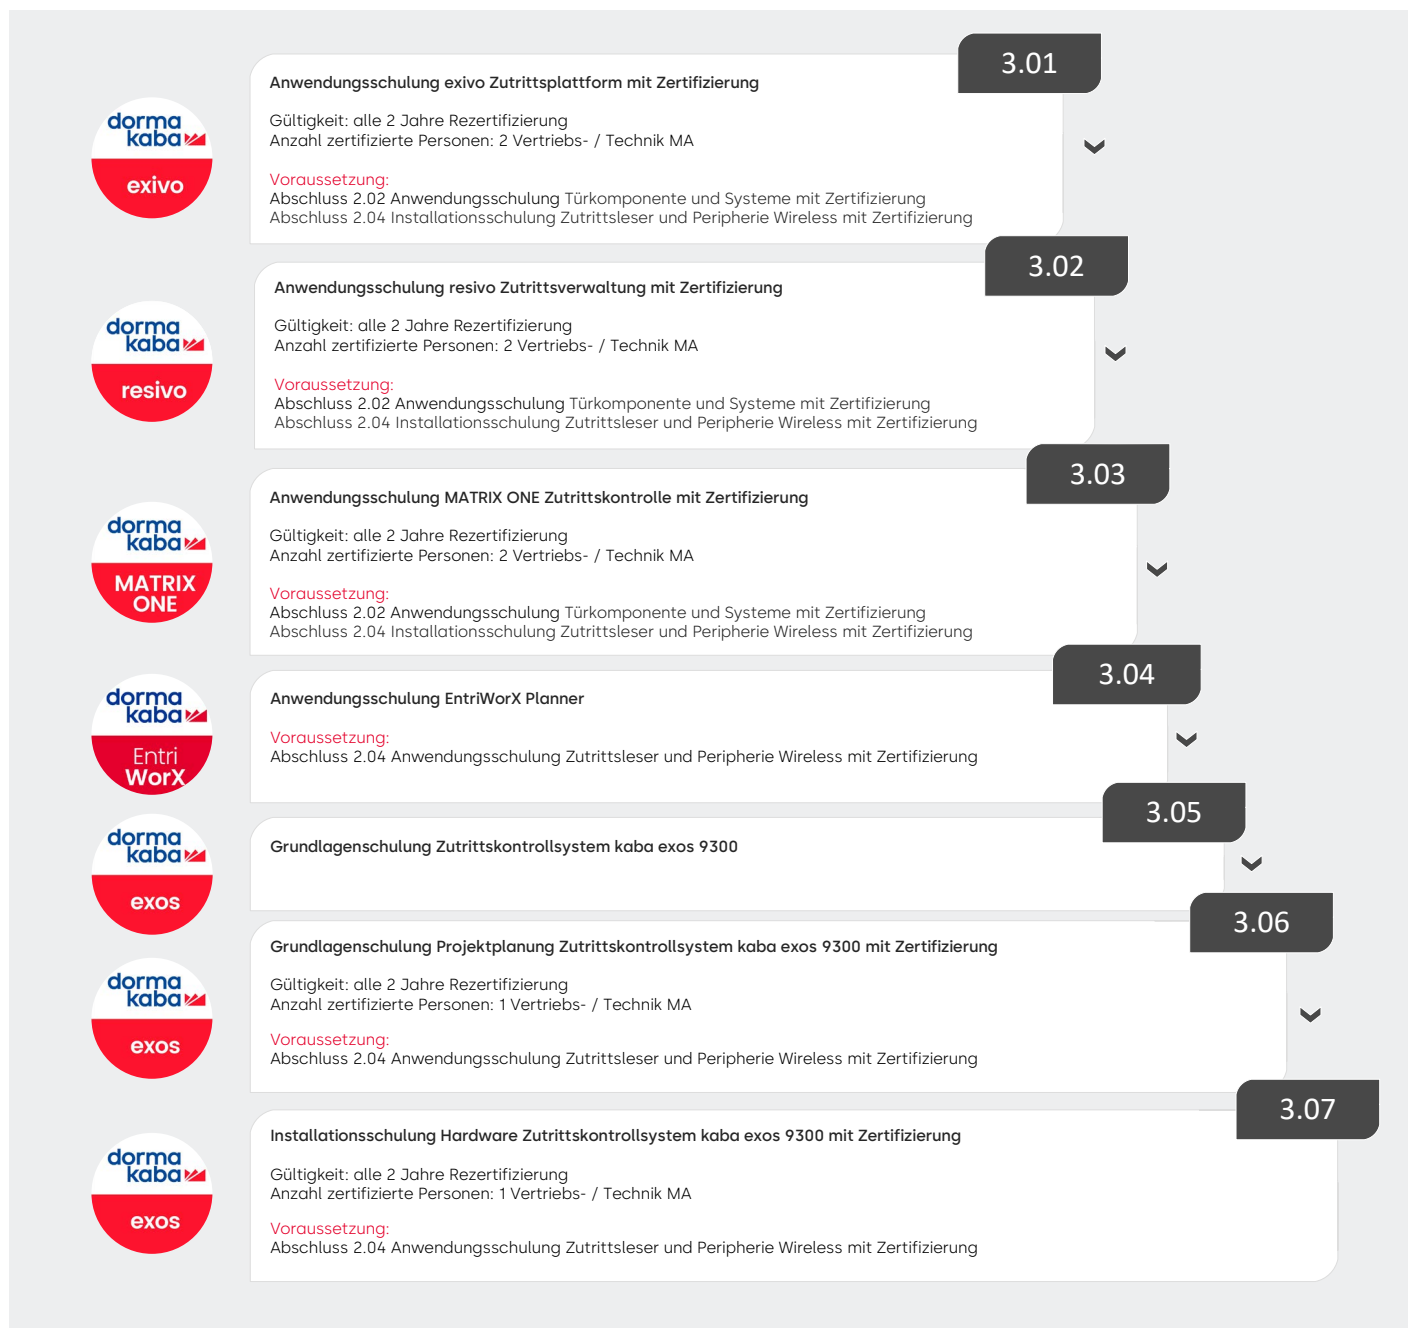 3.01
Anwendungsschulung exivo Zutrittsplattform mit Zertifizierung
dorma
kaba
exivo
Gültigkeit: alle 2 Jahre Rezertifizierung
Anzahl zertifizierte Personen: 2 Vertriebs- / Technik MA
Voraussetzung:
Abschluss 2.02 Anwendungsschulung Türkomponente und Systeme mit Zertifizierung
Abschluss 2.04 Installationsschulung Zutrittsleser und Peripherie Wireless mit Zertifizierung
3.02
Anwendungsschulung resivo Zutrittsverwaltung mit Zertifizierung
dorma
kaba
resivo
Gültigkeit: alle 2 Jahre Rezertifizierung
Anzahl zertifizierte Personen: 2 Vertriebs- / Technik MA
Voraussetzung:
Abschluss 2.02 Anwendungsschulung Türkomponente und Systeme mit Zertifizierung
Abschluss 2.04 Installationsschulung Zutrittsleser und Peripherie Wireless mit Zertifizierung
3.03
Anwendungsschulung MATRIX ONE Zutrittskontrolle mit Zertifizierung
dorma
kaba
MATRIX
ONE
Gültigkeit: alle 2 Jahre Rezertifizierung
Anzahl zertifizierte Personen: 2 Vertriebs- / Technik MA
Voraussetzung:
Abschluss 2.02 Anwendungsschulung Türkomponente und Systeme mit Zertifizierung
Abschluss 2.04 Installationsschulung Zutrittsleser und Peripherie Wireless mit Zertifizierung
3.04
Anwendungsschulung EntriWorX Planner
dorma
kaba
Entri
WorX
Voraussetzung:
Abschluss 2.04 Anwendungsschulung Zutrittsleser und Peripherie Wireless mit Zertifizierung
3.05
Grundlagenschulung Zutrittskontrollsystem kaba exos 9300
dorma
kaba
exos
3.06
Grundlagenschulung Projektplanung Zutrittskontrollsystem kaba exos 9300 mit Zertifizierung
dorma
kaba
exos
Gültigkeit: alle 2 Jahre Rezertifizierung
Anzahl zertifizierte Personen: 1 Vertriebs- / Technik MA
Voraussetzung:
Abschluss 2.04 Anwendungsschulung Zutrittsleser und Peripherie Wireless mit Zertifizierung
3.07
Installationsschulung Hardware Zutrittskontrollsystem kaba exos 9300 mit Zertifizierung
dorma
kaba
exos
Gültigkeit: alle 2 Jahre Rezertifizierung
Anzahl zertifizierte Personen: 1 Vertriebs- / Technik MA
Voraussetzung:
Abschluss 2.04 Anwendungsschulung Zutrittsleser und Peripherie Wireless mit Zertifizierung